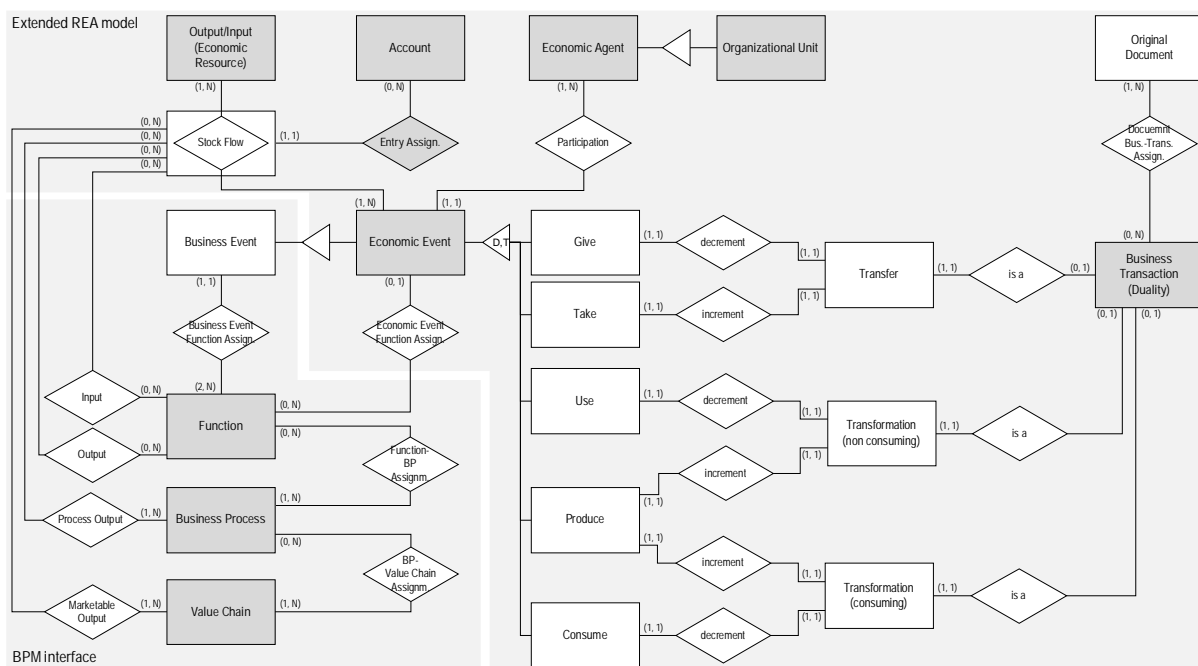 Extended REA model
Output/Input
(Economic
Resource)
Account
Economic Agent
Organizational Unit
Original
Document
(1, N)
(0, N)
(1, N)
(1, N)
(0, N)
(0, N)
(0, N)
(0, N)
Stock Flow
(1, 1)
Entry Assign.
Participation
Docuemnt
Bus.-Trans.
Assign.
(1, N)
(1, 1)
Business Event
Economic Event
D,T
Give
(1, 1)
decrement
(1, 1)
Transfer
(1, 1)
is a
(0, 1)
(0, N)
Business
Transaction
(Duality)
(1, 1)
(0, 1)
(1, 1)
(0, 1)
(0, 1)
Take
(1, 1)
increment
Business Event
Function Assign.
Economic Event
Function Assign.
(2, N)
Input
(0, N)
Function
(0, N)
(0, N)
Output
(0, N)
Use
(1, 1)
decrement
(1, 1)
Transformation
(non consuming)
(1, 1)
is a
(1, 1)
Function-
BP
Assignm.
increment
(1, 1)
Process Output
(1, N)
Business Process
(1, N)
(0, N)
Produce
(1, 1)
increment
(1, 1)
BP-
Value Chain
Assignm.
Transformation
(consuming)
(1, 1)
is a
(1, 1)
Marketable
Output
(1, N)
Value Chain
(1, N)
Consume
(1, 1)
decrement
BPM interface